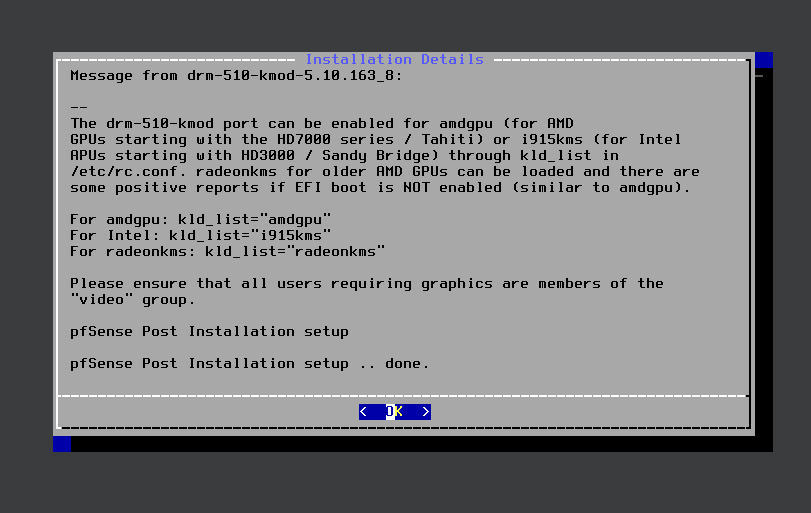 Installation Details
Message from drm-510-kmod-5.10.163_8:
--
The drm-510-kmod port can be enabled for amdgpu (for AMD
GPUs starting with the HD7000 series / Tahiti) or i915kms (for Intel
APUs starting with HD3000 / Sandy Bridge) through kld_list in
/etc/rc.conf. radeonkms for older AMD GPUs can be loaded and there are
some positive reports if EFI boot is NOT enabled (similar to amdgpu).
For amdgpu: kld_list="amdgpu"
For Intel: kld_list="i915kms"
For radeonkms: kld_list="radeonkms"
Please ensure that all users requiring graphics are members of the
"video" group.
pfSense Post Installation setup
pfSense Post Installation setup .. done.
< OK >